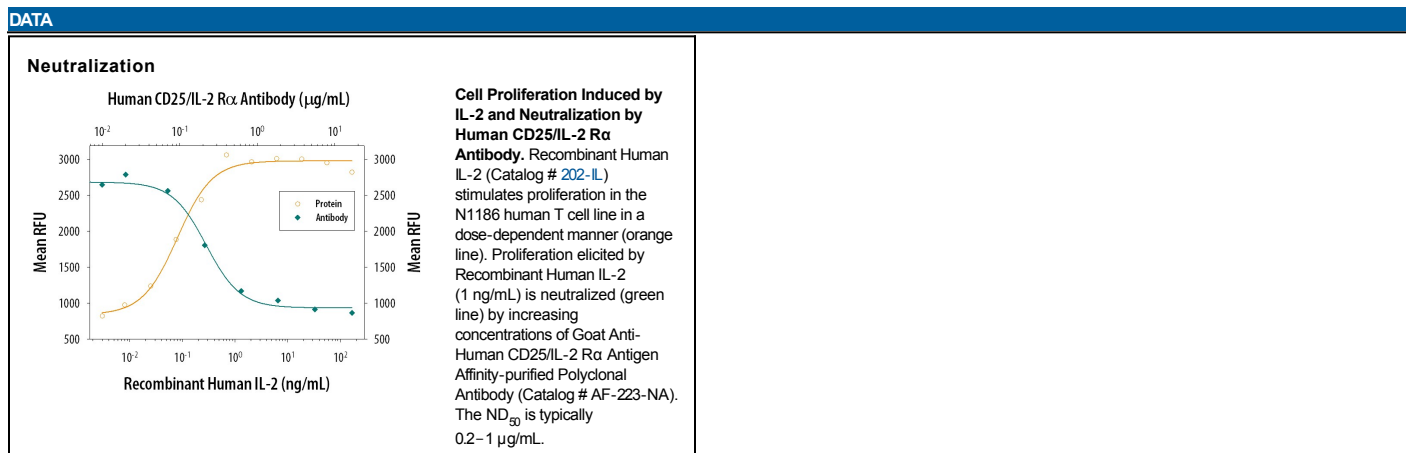 DATA
Neutralization
Human CD25/IL-2 Rα Antibody (µg/mL)
10⁻² 10⁻¹ 10⁰ 10¹
3000 3000
2500 2500
2000 2000
1500 1500
1000 1000
500 500
Mean RFU
Mean RFU
Protein
Antibody
10⁻² 10⁻¹ 10⁰ 10¹ 10²
Recombinant Human IL-2 (ng/mL)
Cell Proliferation Induced by
IL-2 and Neutralization by
Human CD25/IL-2 Rα
Antibody. Recombinant Human
IL-2 (Catalog # 202-IL)
stimulates proliferation in the
N1186 human T cell line in a
dose-dependent manner (orange
line). Proliferation elicited by
Recombinant Human IL-2
(1 ng/mL) is neutralized (green
line) by increasing
concentrations of Goat Anti-
Human CD25/IL-2 Rα Antigen
Affinity-purified Polyclonal
Antibody (Catalog # AF-223-NA).
The ND₅₀ is typically
0.2-1 µg/mL.